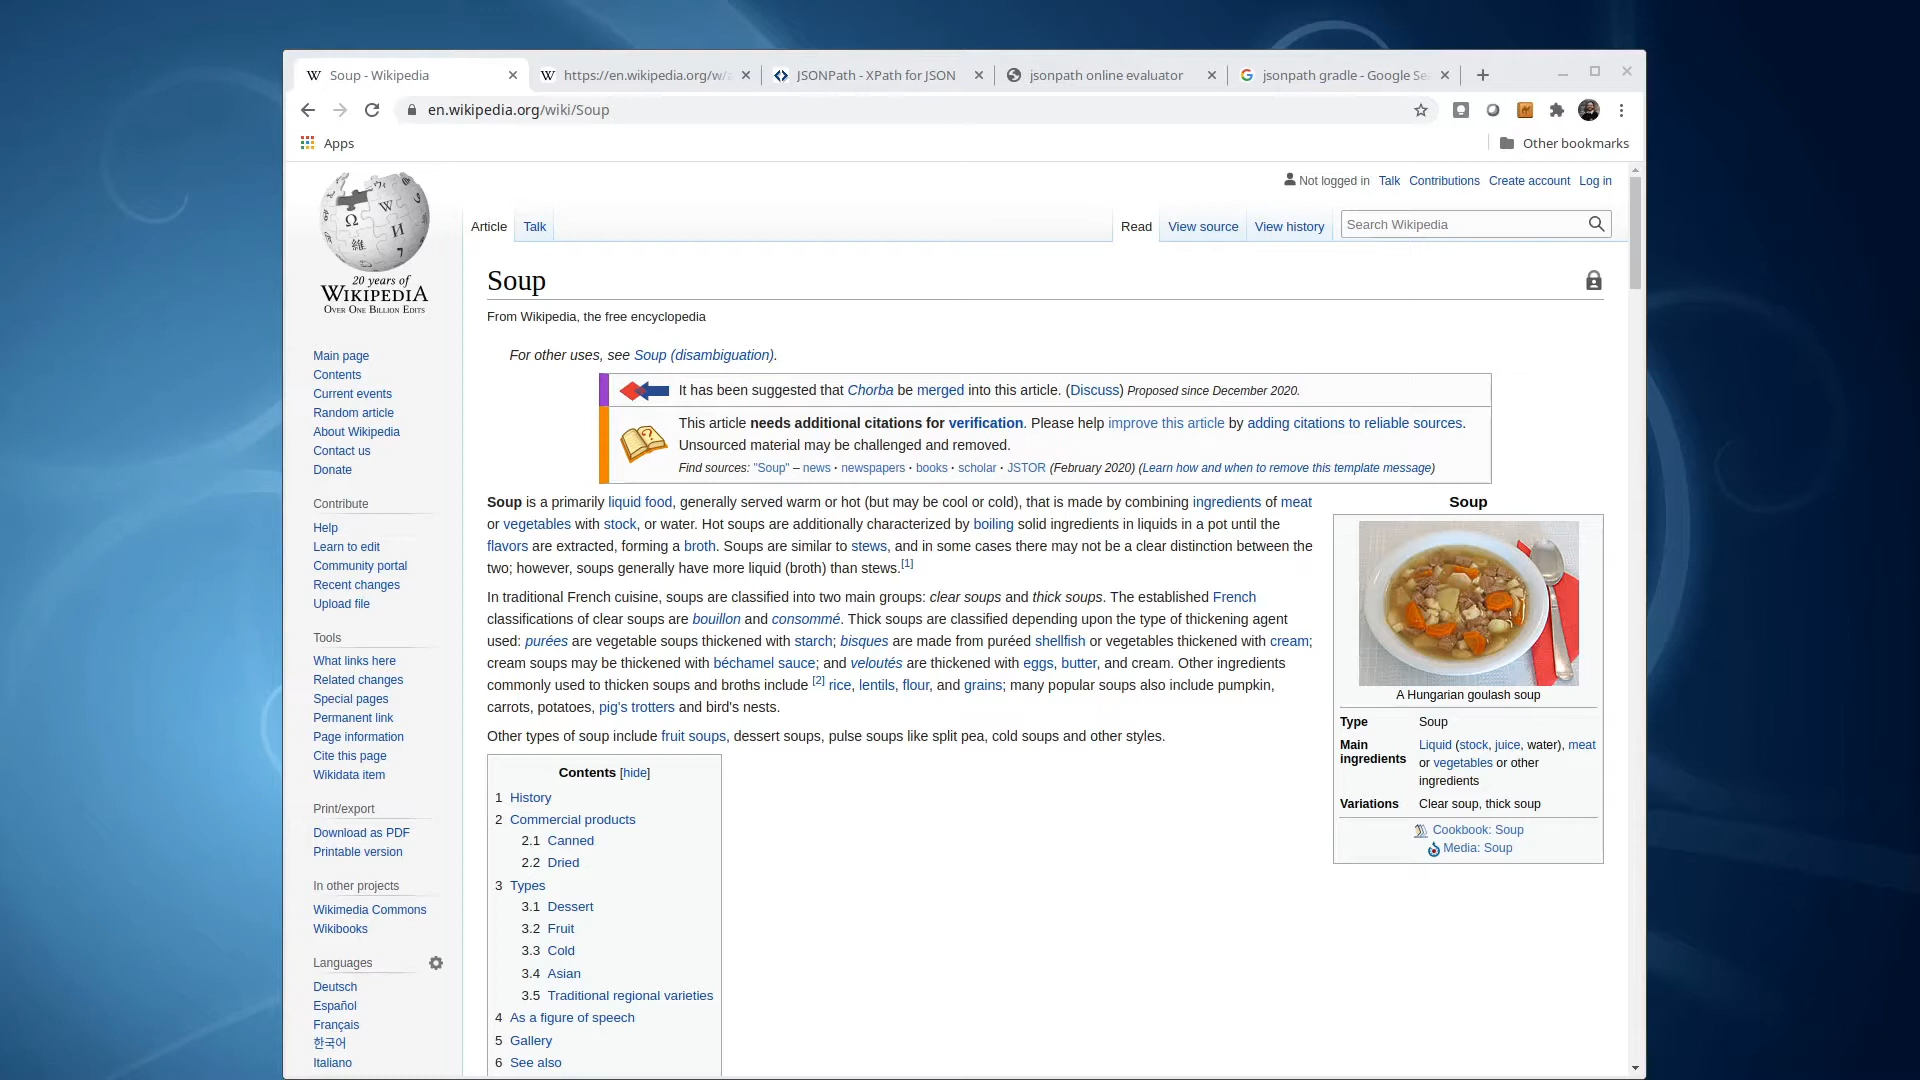 Soup - Wikipedia
https://en.wikipedia.org/w/a
JSONPath - XPath for JSON
jsonpath online evaluator
jsonpath gradle - Google Se
en.wikipedia.org/wiki/Soup
Apps
Other bookmarks
Not logged in Talk Contributions Create account Log in
Article Talk Read View source View history Search Wikipedia
20 years of
WIKIPEDIA
Over One Billion Edits
Main page
Contents
Current events
Random article
About Wikipedia
Contact us
Donate
Contribute
Help
Learn to edit
Community portal
Recent changes
Upload file
Tools
What links here
Related changes
Special pages
Permanent link
Page information
Cite this page
Wikidata item
Print/export
Download as PDF
Printable version
In other projects
Wikimedia Commons
Wikibooks
Languages
Deutsch
Español
Français
한국어
Italiano
Soup
From Wikipedia, the free encyclopedia
For other uses, see Soup (disambiguation).
It has been suggested that Chorba be merged into this article. (Discuss) Proposed since December 2020.
This article needs additional citations for verification. Please help improve this article by adding citations to reliable sources.
Unsourced material may be challenged and removed.
Find sources: "Soup" – news · newspapers · books · scholar · JSTOR (February 2020) (Learn how and when to remove this template message)
Soup is a primarily liquid food, generally served warm or hot (but may be cool or cold), that is made by combining ingredients of meat
or vegetables with stock, or water. Hot soups are additionally characterized by boiling solid ingredients in liquids in a pot until the
flavors are extracted, forming a broth. Soups are similar to stews, and in some cases there may not be a clear distinction between the
two; however, soups generally have more liquid (broth) than stews.[1]
In traditional French cuisine, soups are classified into two main groups: clear soups and thick soups. The established French
classifications of clear soups are bouillon and consommé. Thick soups are classified depending upon the type of thickening agent
used: purées are vegetable soups thickened with starch; bisques are made from puréed shellfish or vegetables thickened with cream;
cream soups may be thickened with béchamel sauce; and veloutés are thickened with eggs, butter, and cream. Other ingredients
commonly used to thicken soups and broths include [2] rice, lentils, flour, and grains; many popular soups also include pumpkin,
carrots, potatoes, pig's trotters and bird's nests.
Other types of soup include fruit soups, dessert soups, pulse soups like split pea, cold soups and other styles.
Contents [hide]
1 History
2 Commercial products
2.1 Canned
2.2 Dried
3 Types
3.1 Dessert
3.2 Fruit
3.3 Cold
3.4 Asian
3.5 Traditional regional varieties
4 As a figure of speech
5 Gallery
6 See also
Soup
A Hungarian goulash soup
Type Soup
Main ingredients Liquid (stock, juice, water), meat
or vegetables or other
ingredients
Variations Clear soup, thick soup
Cookbook: Soup
Media: Soup